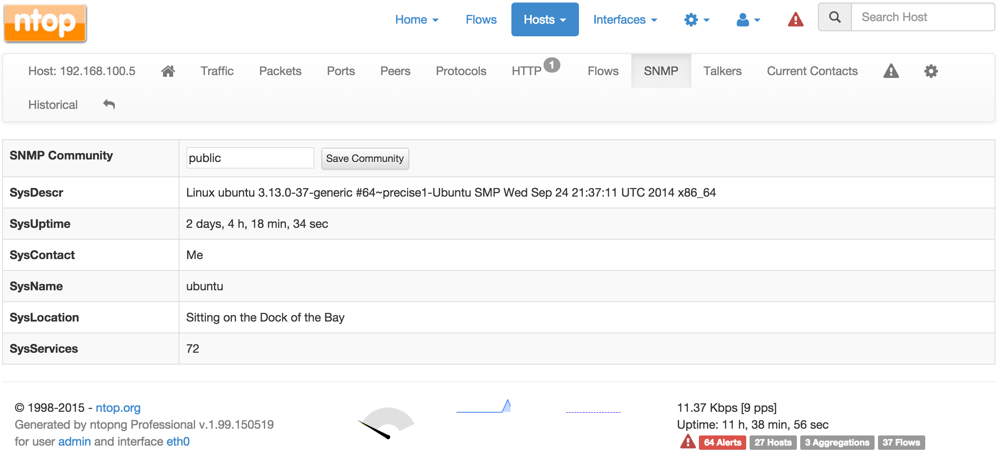 ntop
Home Flows Hosts Interfaces Search Host
Host: 192.168.100.5 Traffic Packets Ports Peers Protocols HTTP 1 Flows SNMP Talkers Current Contacts
Historical
SNMP Community public Save Community
SysDescr Linux ubuntu 3.13.0-37-generic #64~precise1-Ubuntu SMP Wed Sep 24 21:37:11 UTC 2014 x86_64
SysUptime 2 days, 4 h, 18 min, 34 sec
SysContact Me
SysName ubuntu
SysLocation Sitting on the Dock of the Bay
SysServices 72
© 1998-2015 - ntop.org
Generated by ntopng Professional v.1.99.150519
for user admin and interface eth0
11.37 Kbps [9 pps]
Uptime: 11 h, 38 min, 56 sec
64 Alerts 27 Hosts 3 Aggregations 37 Flows